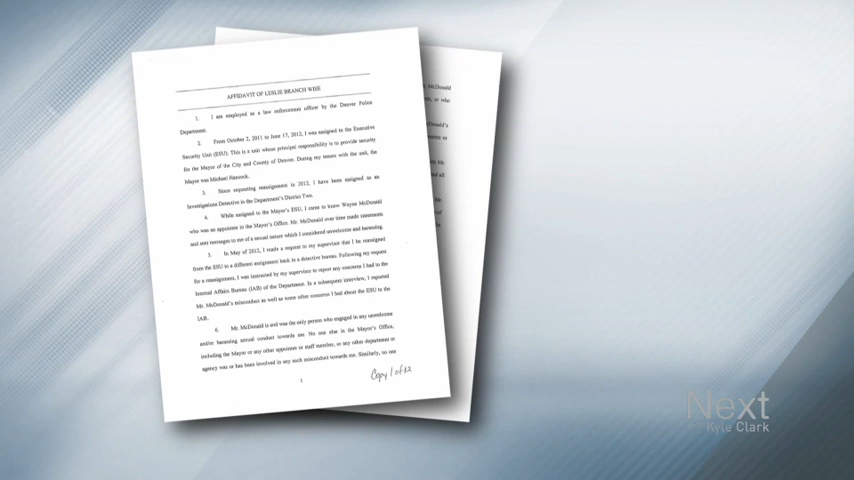 AFFIDAVIT OF LESLIE BRANCH WISE
1. I am employed as a law enforcement officer by the Denver Police
Department.
2. From October 2, 2011 to June 17, 2012, I was assigned to the Executive
Security Unit (ESU). This is a unit whose principal responsibility is to provide security
for the Mayor of the City and County of Denver. During my tenure with the unit, the
Mayor was Michael Hancock.
3. Since requesting reassignment in 2012, I have been assigned as an
Investigations Detective in the Department's District Two.
4. While assigned to the Mayor's ESU, I came to know Wayne McDonald
who was an appointee in the Mayor's Office. Mr. McDonald over time made comments
and sent messages to me of a sexual nature which I considered unwelcome and harassing.
5. In May of 2012, I made a request to my supervisor that I be reassigned
from the ESU to a different assignment back in a detective bureau. Following my request
for a reassignment, I was instructed by my supervisor to report any concerns I had to the
Internal Affairs Bureau (IAB) of the Department. In a subsequent interview, I reported
Mr. McDonald's misconduct as well as some other concerns I had about the ESU to the
IAB.
6. Mr. McDonald is and was the only person who engaged in any unwelcome
and/or harassing sexual conduct towards me. No one else in the Mayor's Office,
including the Mayor or any other appointee or staff member, or any other department or
agency was or has been involved in any such misconduct towards me. Similarly, no one
1
Copy 1 of 12
McDonald
or who
Next
Kyle Clark